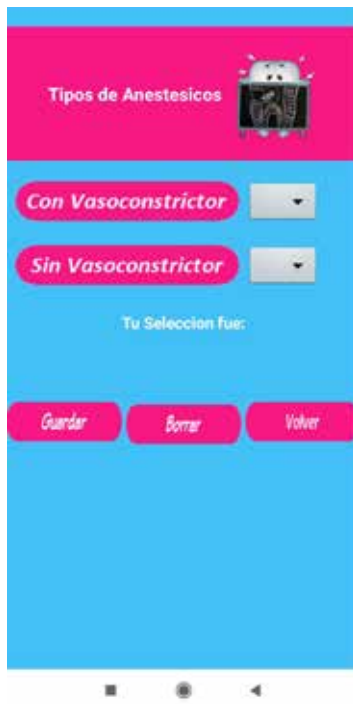 Tipos de Anestesicos
Con Vasoconstrictor
Sin Vasoconstrictor
Tu Seleccion fue:
Guardar Borrar Volver